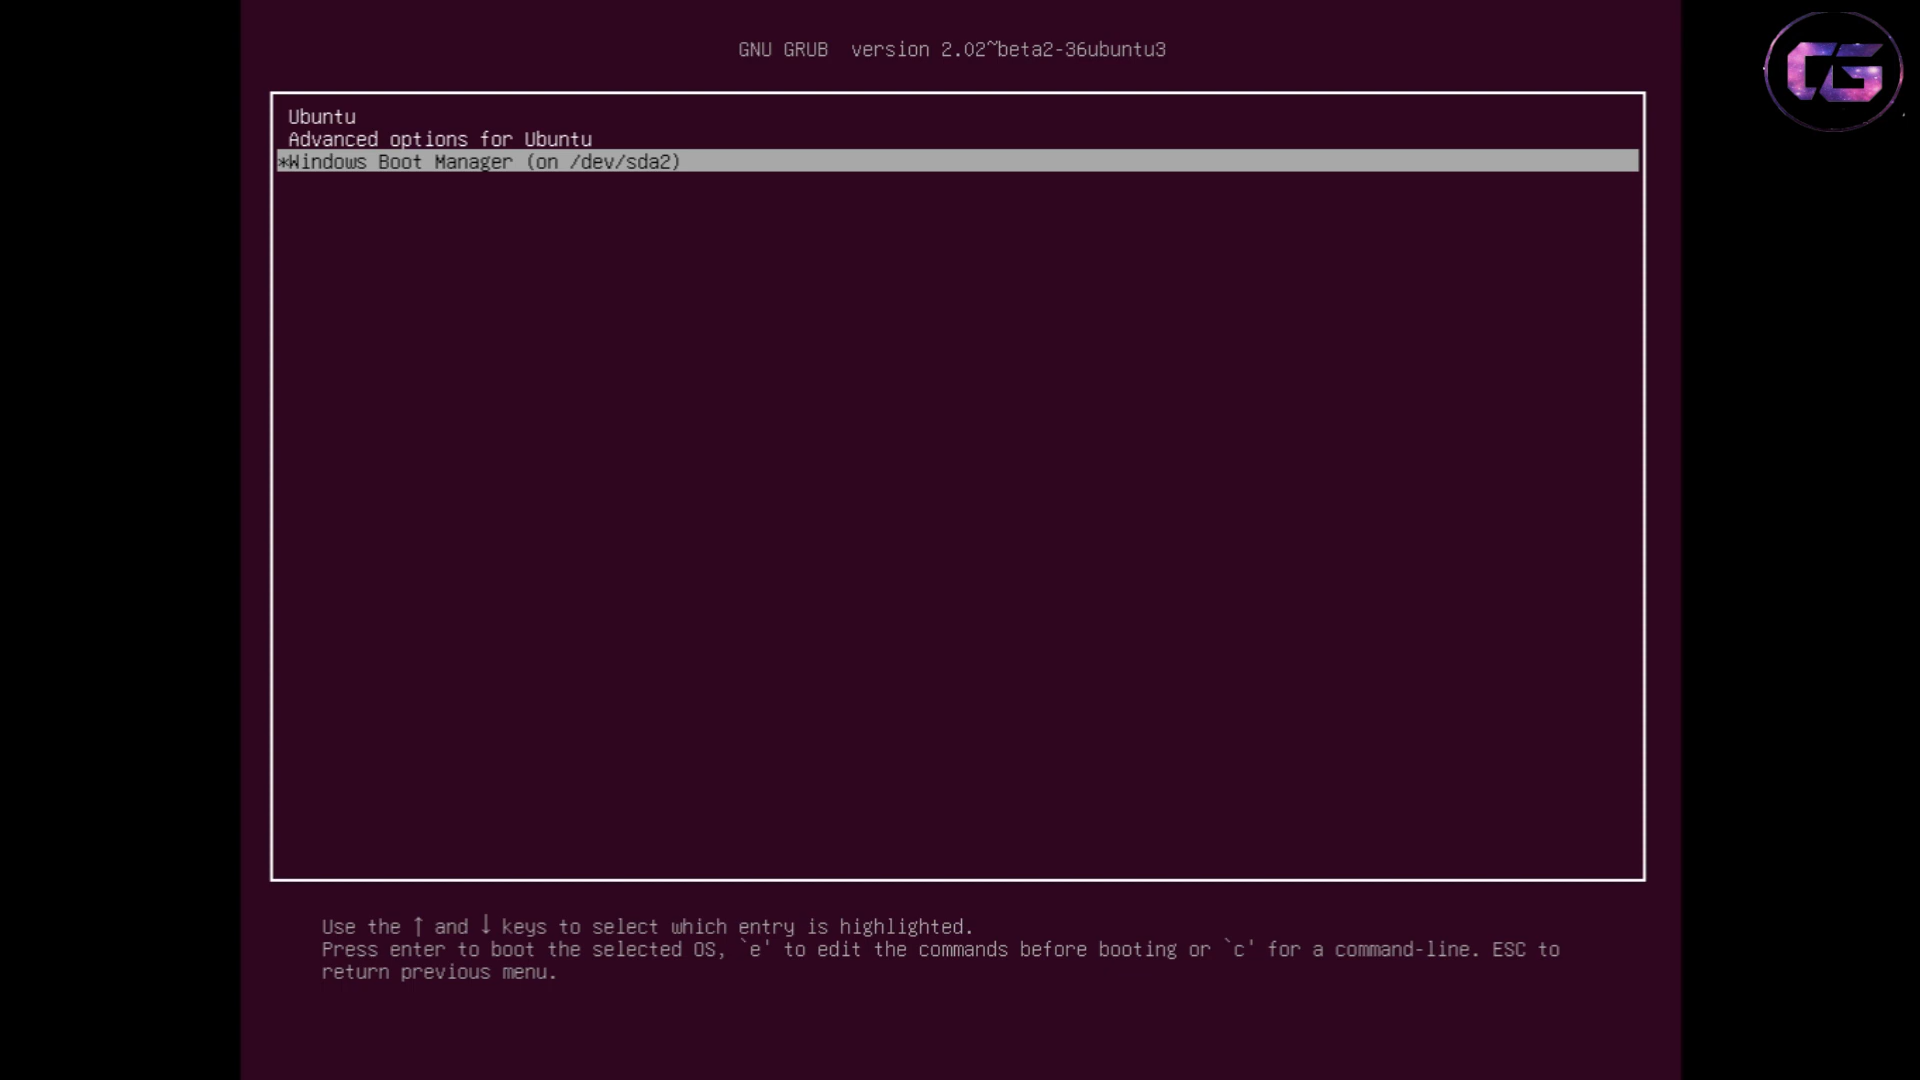 GNU GRUB  version 2.02~beta2-36ubuntu3
CG
Ubuntu
Advanced options for Ubuntu
*Windows Boot Manager (on /dev/sda2)
Use the ↑ and ↓ keys to select which entry is highlighted.
Press enter to boot the selected OS, `e' to edit the commands before booting or `c' for a command-line. ESC to
return previous menu.